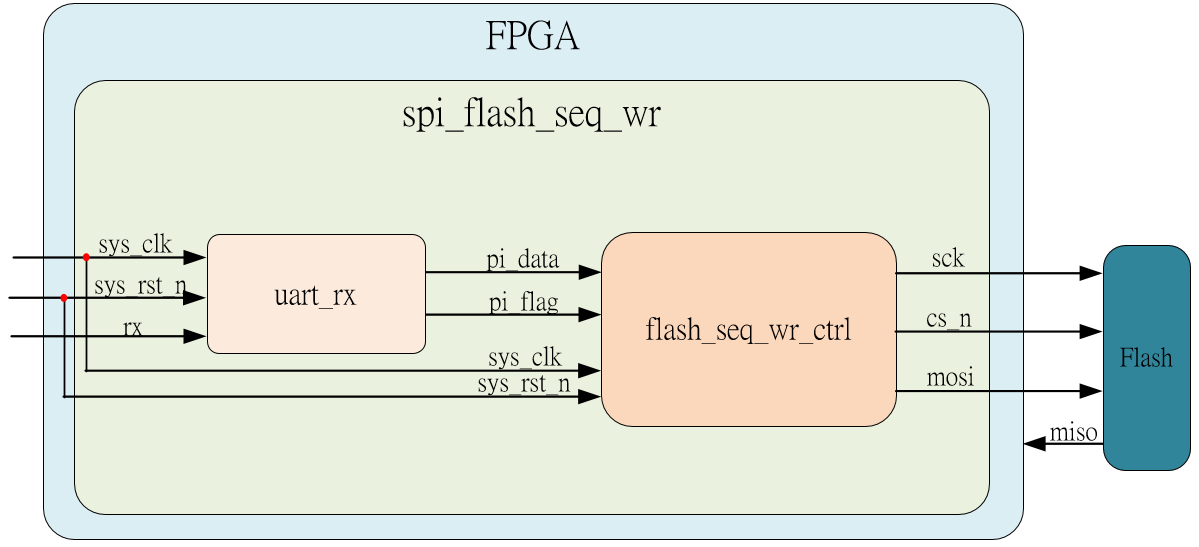 FPGA
spi_flash_seq_wr
sys_clk
sys_rst_n
rx
uart_rx
pi_data
pi_flag
sys_clk
sys_rst_n
flash_seq_wr_ctrl
sck
cs_n
mosi
miso
Flash